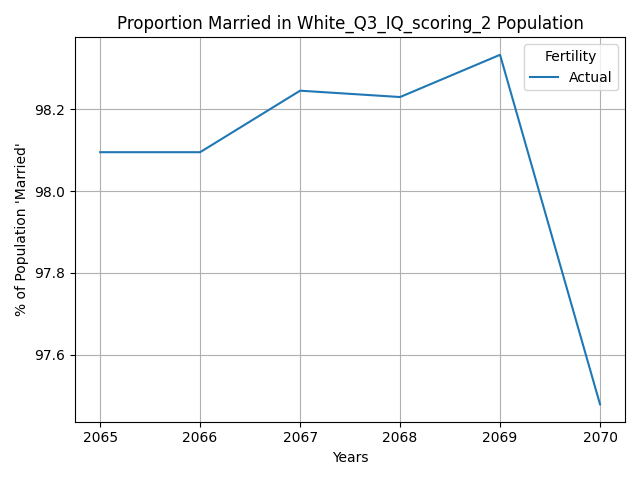 Proportion Married in White_Q3_IQ_scoring_2 Population
Fertility
Actual
% of Population 'Married'
98.2
98.0
97.8
97.6
2065 2066 2067 2068 2069 2070
Years